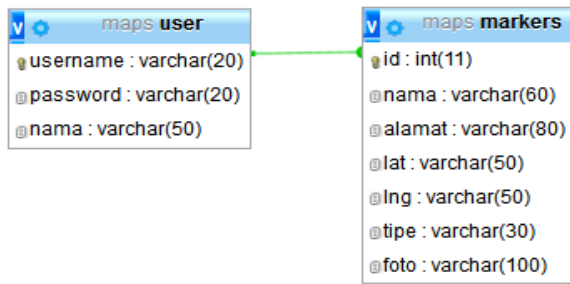 v maps user
username : varchar(20)
password : varchar(20)
nama : varchar(50)
v maps markers
id : int(11)
nama : varchar(60)
alamat : varchar(80)
lat : varchar(50)
lng : varchar(50)
tipe : varchar(30)
foto : varchar(100)